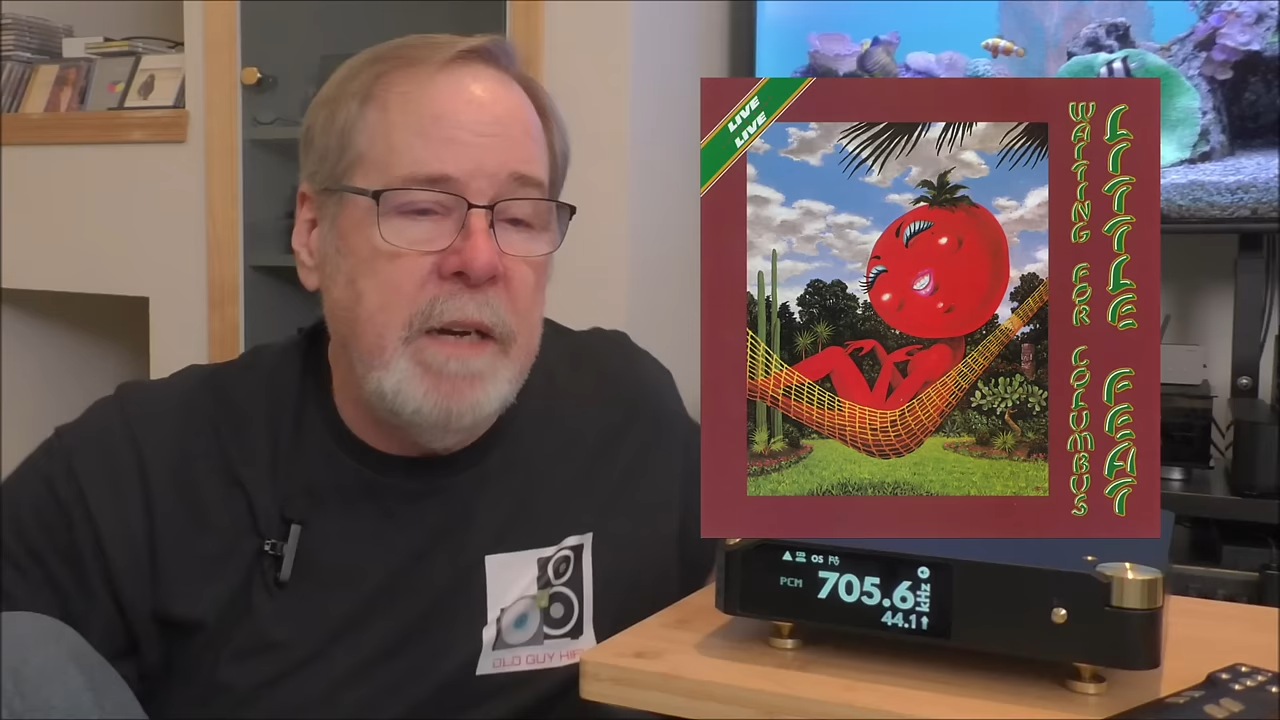 LIVE
LIVE
WAITING FOR COLUMBUS
LITTLE FEAT
OS
PCM 705.6 kHz
44.1
OLD GUY HIFI